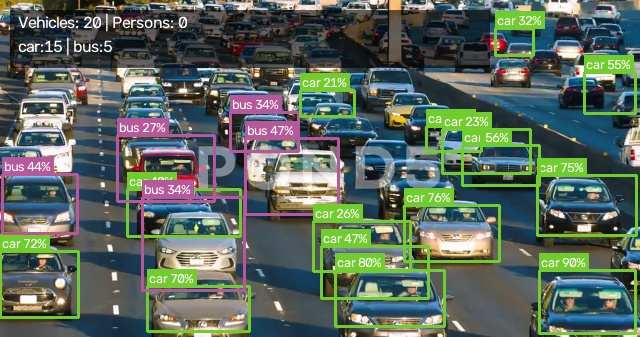 Vehicles: 20 | Persons: 0
car:15 | bus:5
car 32%
car 55%
car 21%
bus 34%
bus 27%
bus 47%
car 23%
car 56%
bus 44%
bus 34%
car 75%
car 76%
car 26%
car 72%
car 47%
car 80%
car 70%
car 90%